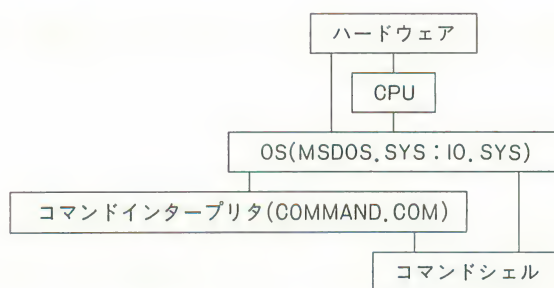 ハードウェア
CPU
OS(MSDOS.SYS：IO.SYS)
コマンドインタープリタ(COMMAND.COM)
コマンドシェル